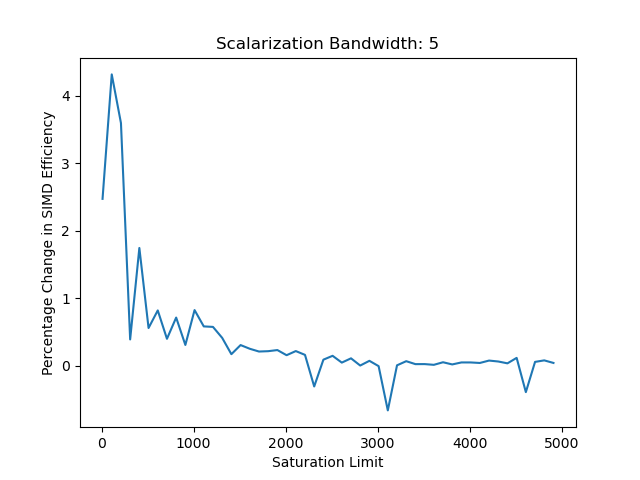 Scalarization Bandwidth: 5
Percentage Change in SIMD Efficiency
4
3
2
1
0
0 1000 2000 3000 4000 5000
Saturation Limit